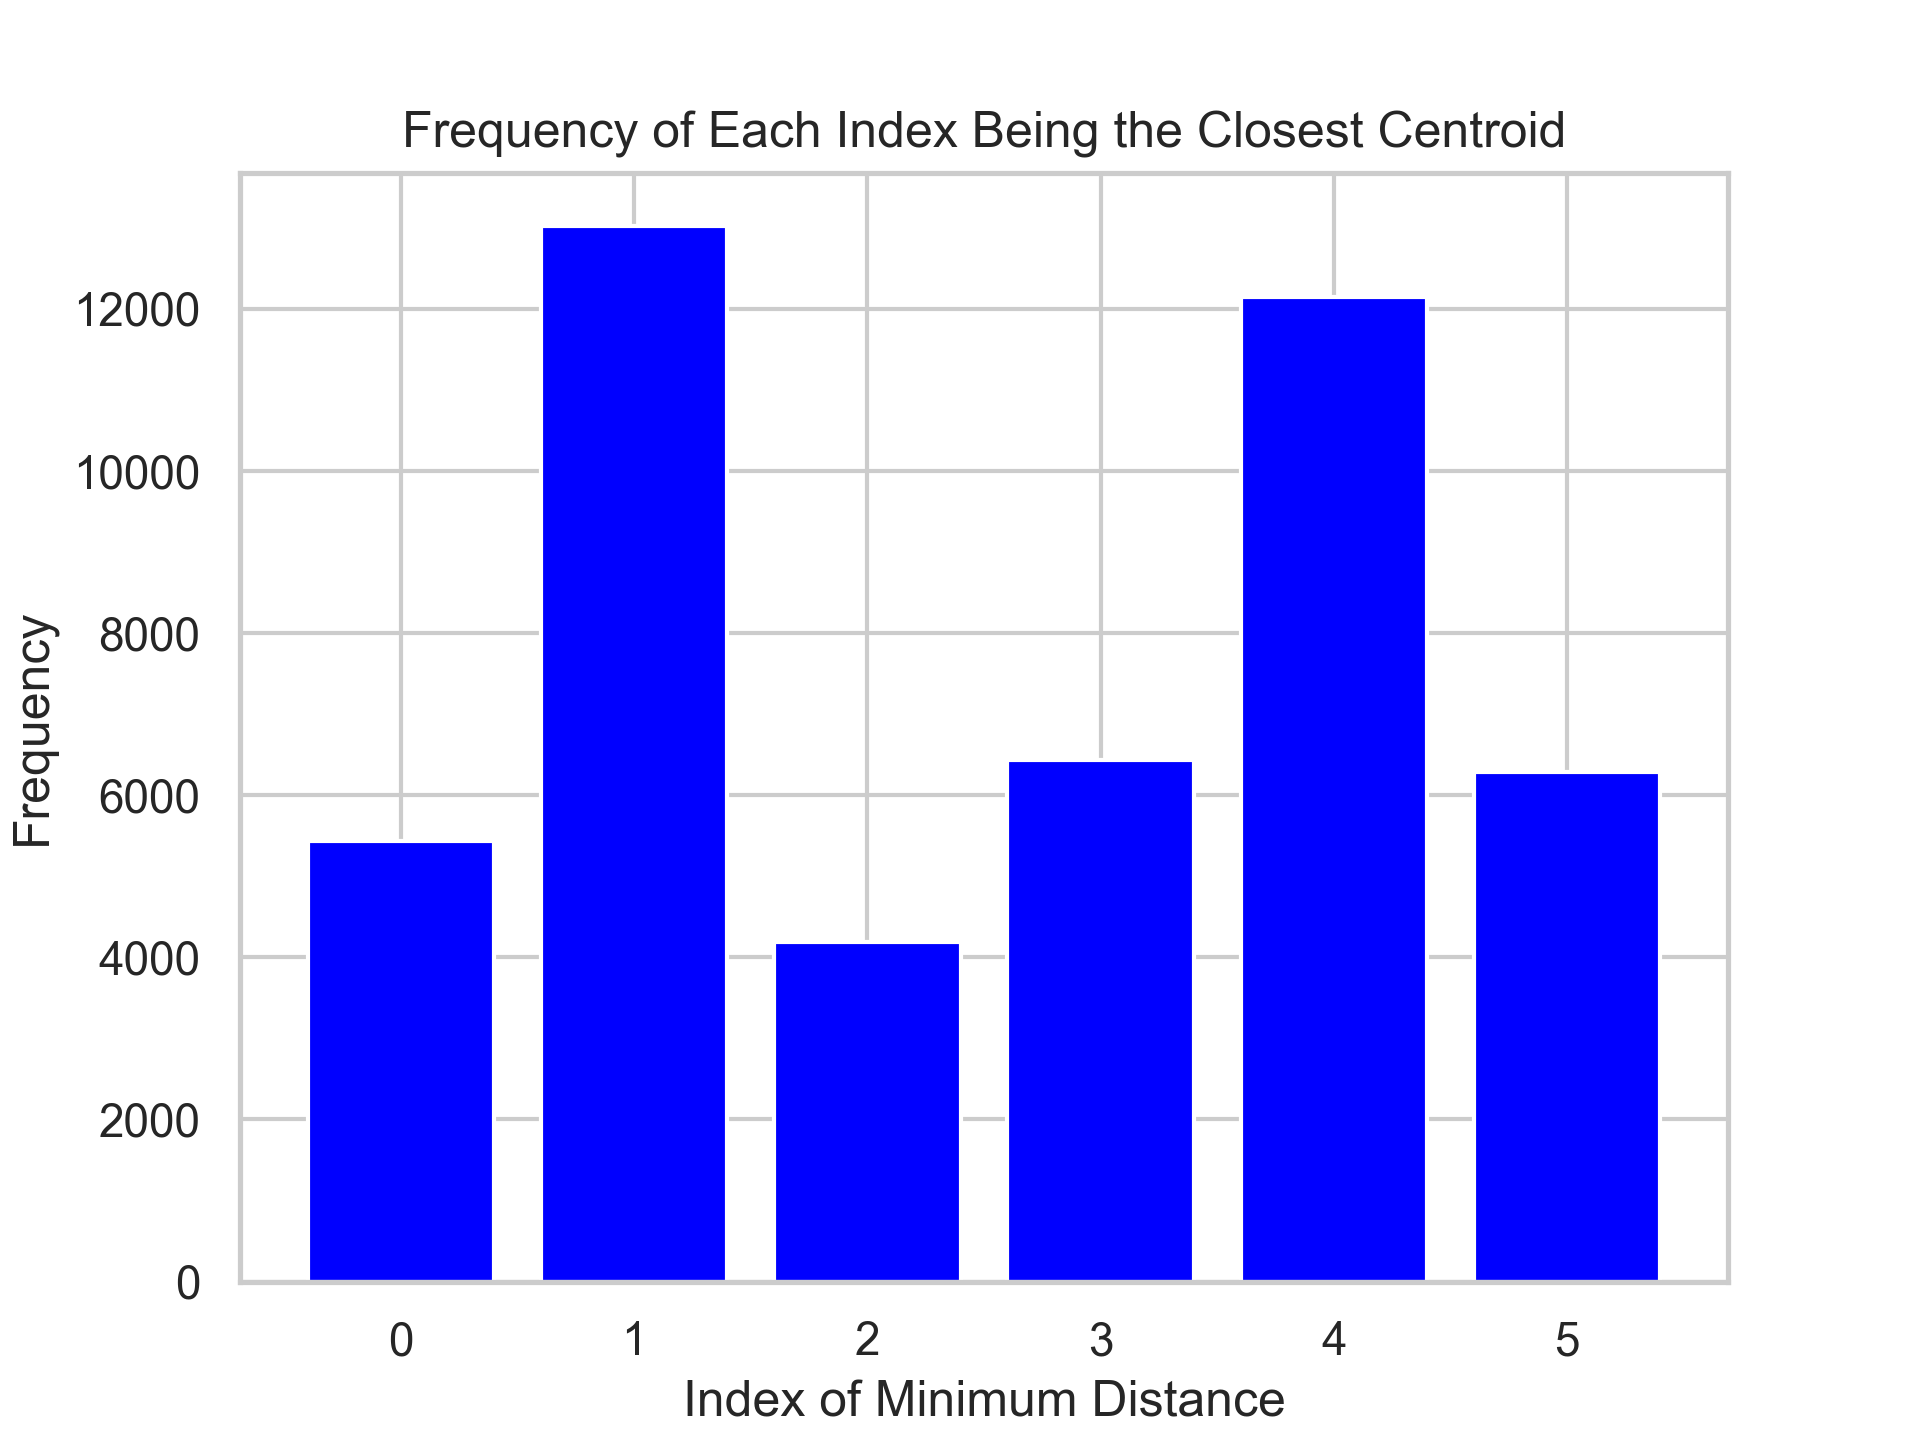 Frequency of Each Index Being the Closest Centroid
12000
10000
8000
6000
4000
2000
0
Frequency
0 1 2 3 4 5
Index of Minimum Distance